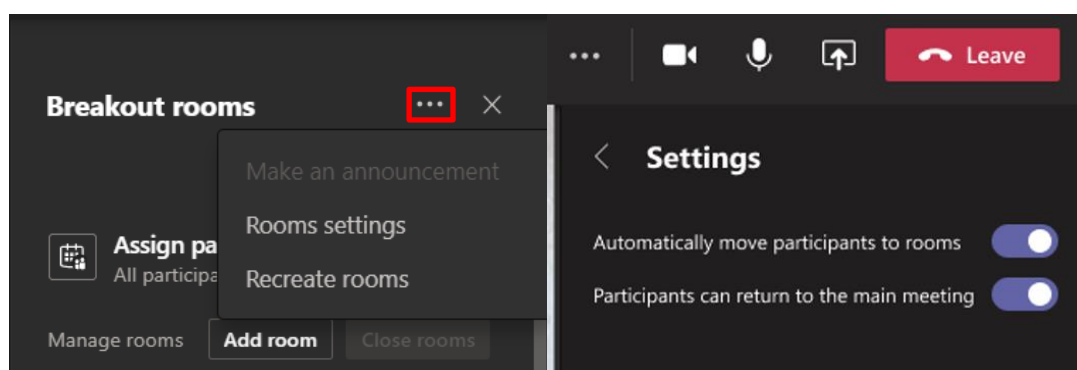 Breakout rooms
Make an announcement
Rooms settings
Assign pa
All participa
Recreate rooms
Manage rooms Add room Close rooms
Leave
Settings
Automatically move participants to rooms
Participants can return to the main meeting